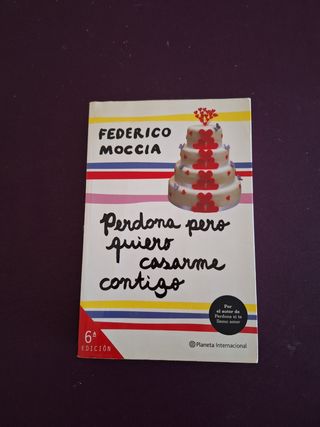 FEDERICO
MOCCIA
Perdona pero
quiero
casarme
contigo
Por
el autor de
Perdona si te
llamo amor
6ª
EDICIÓN
Planeta Internacional